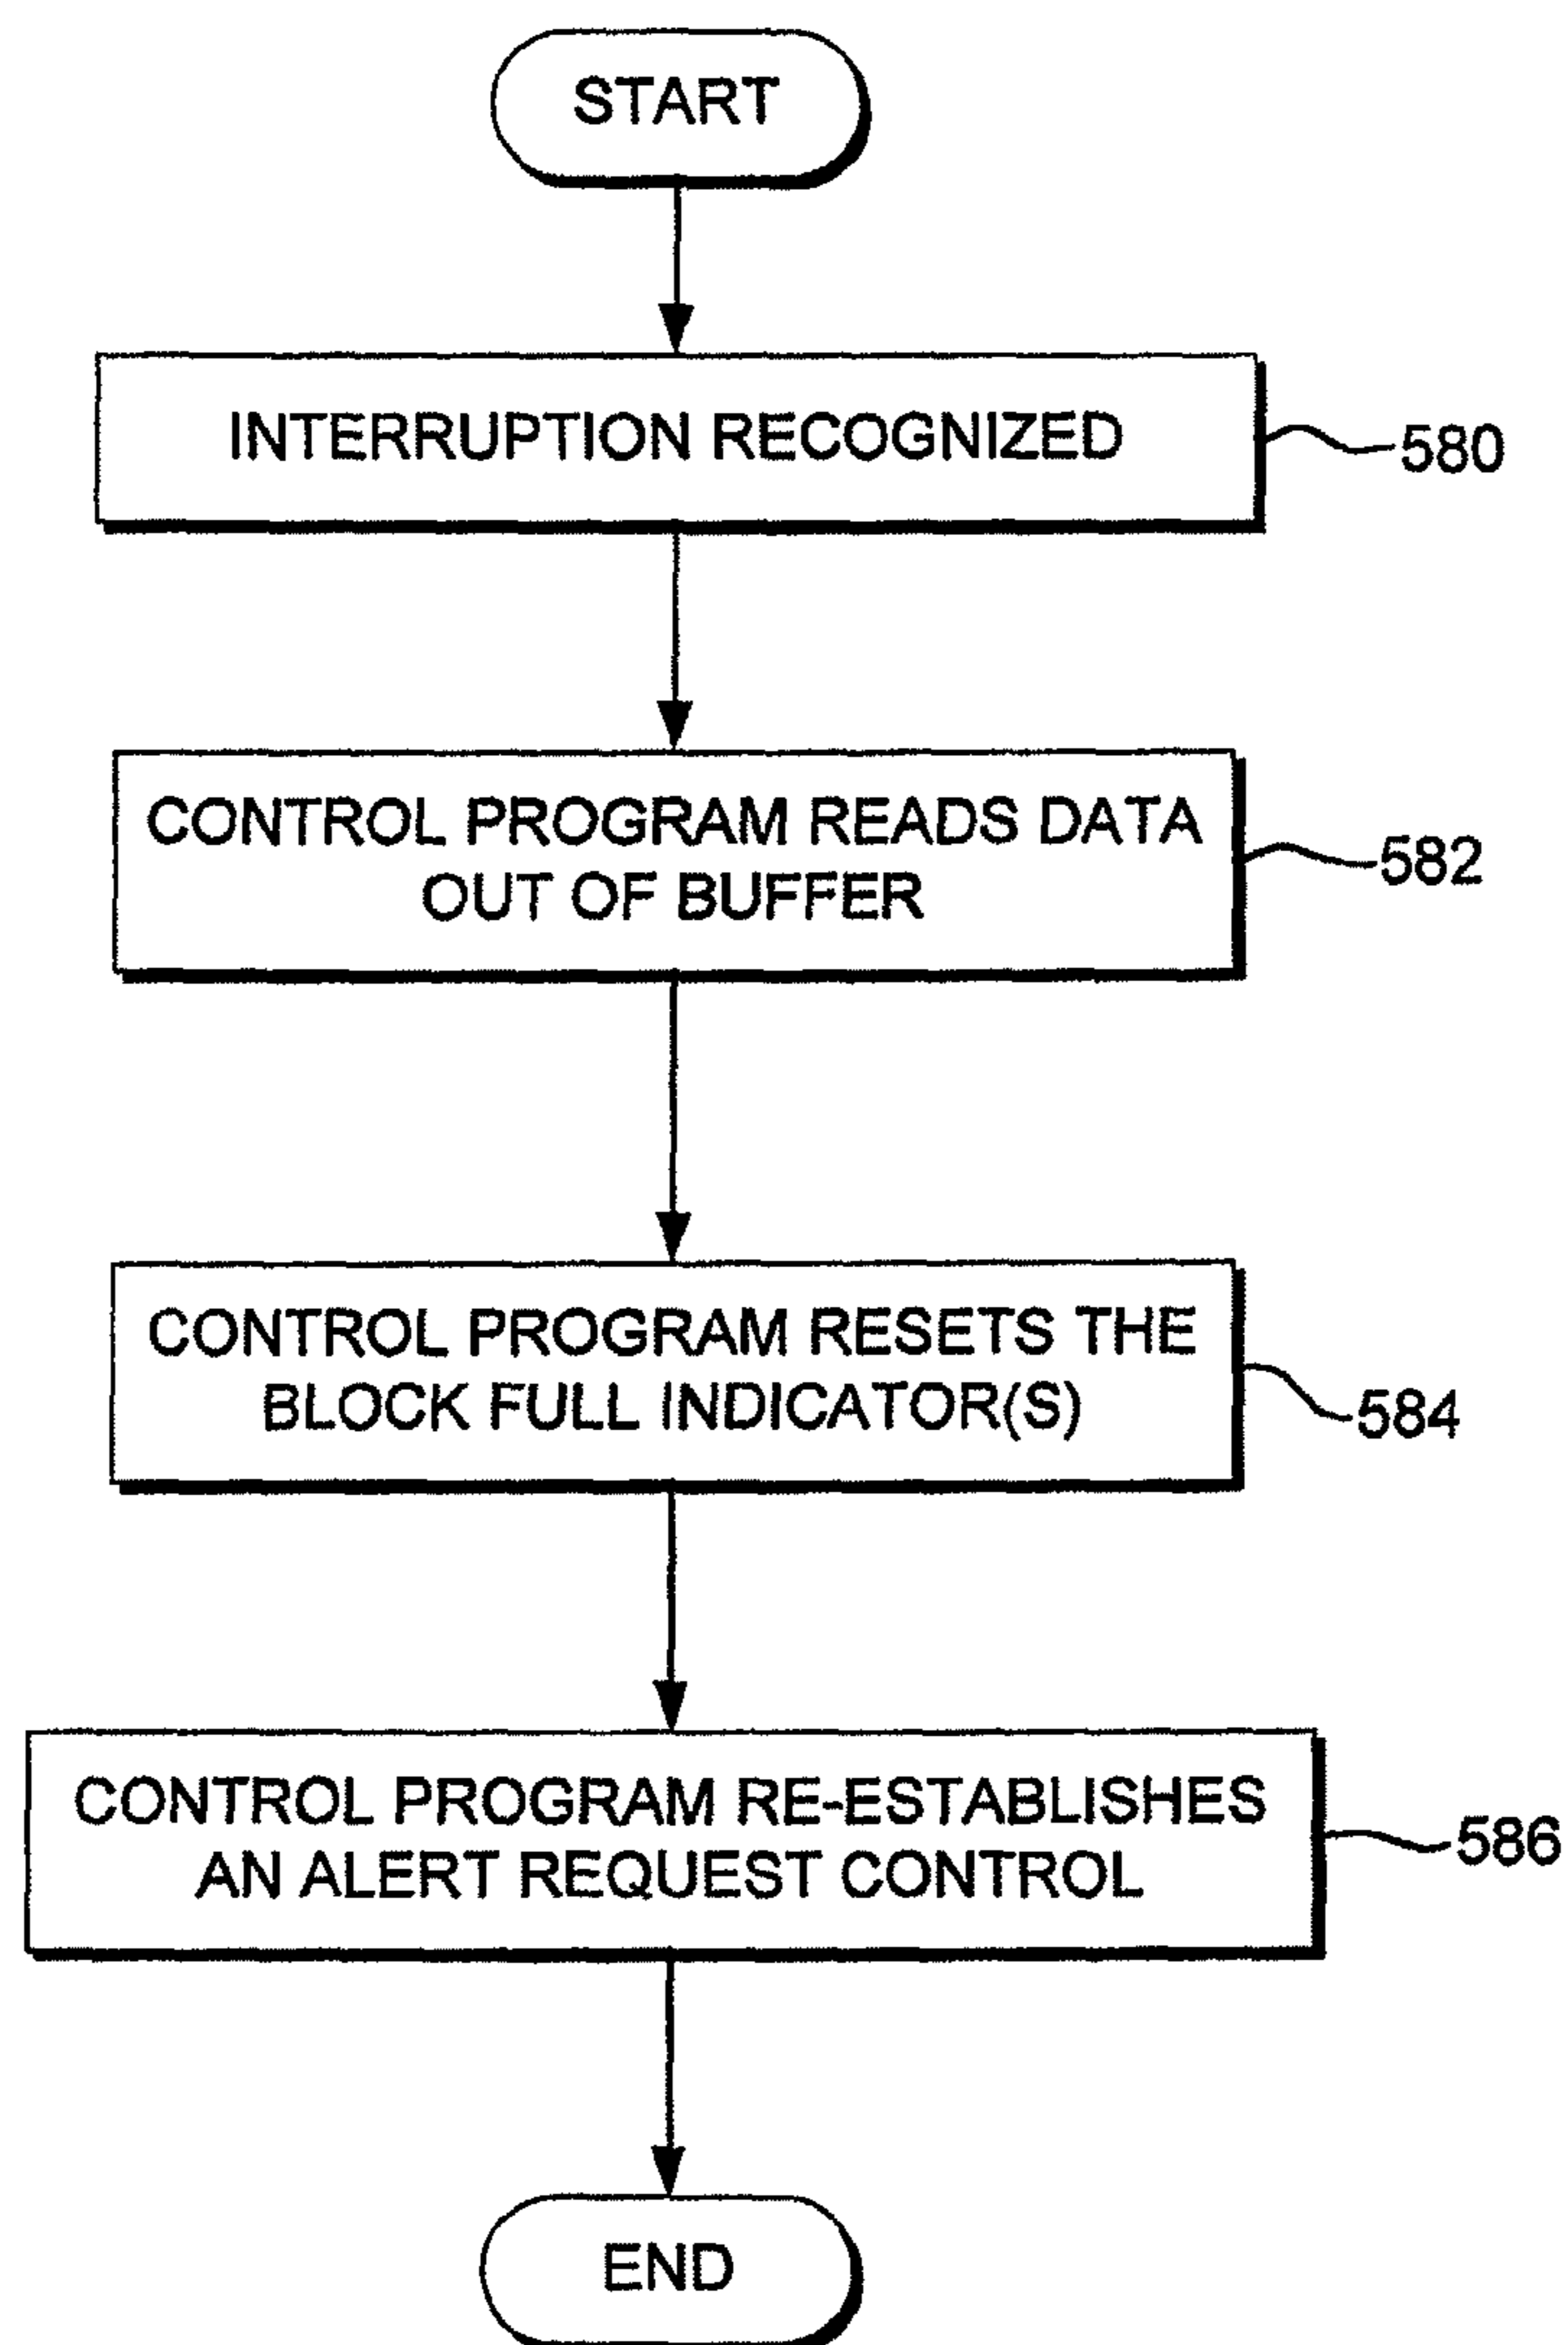 START
INTERRUPTION RECOGNIZED
580
CONTROL PROGRAM READS DATA
OUT OF BUFFER
582
CONTROL PROGRAM RESETS THE
BLOCK FULL INDICATOR(S)
584
CONTROL PROGRAM RE-ESTABLISHES
AN ALERT REQUEST CONTROL
586
END